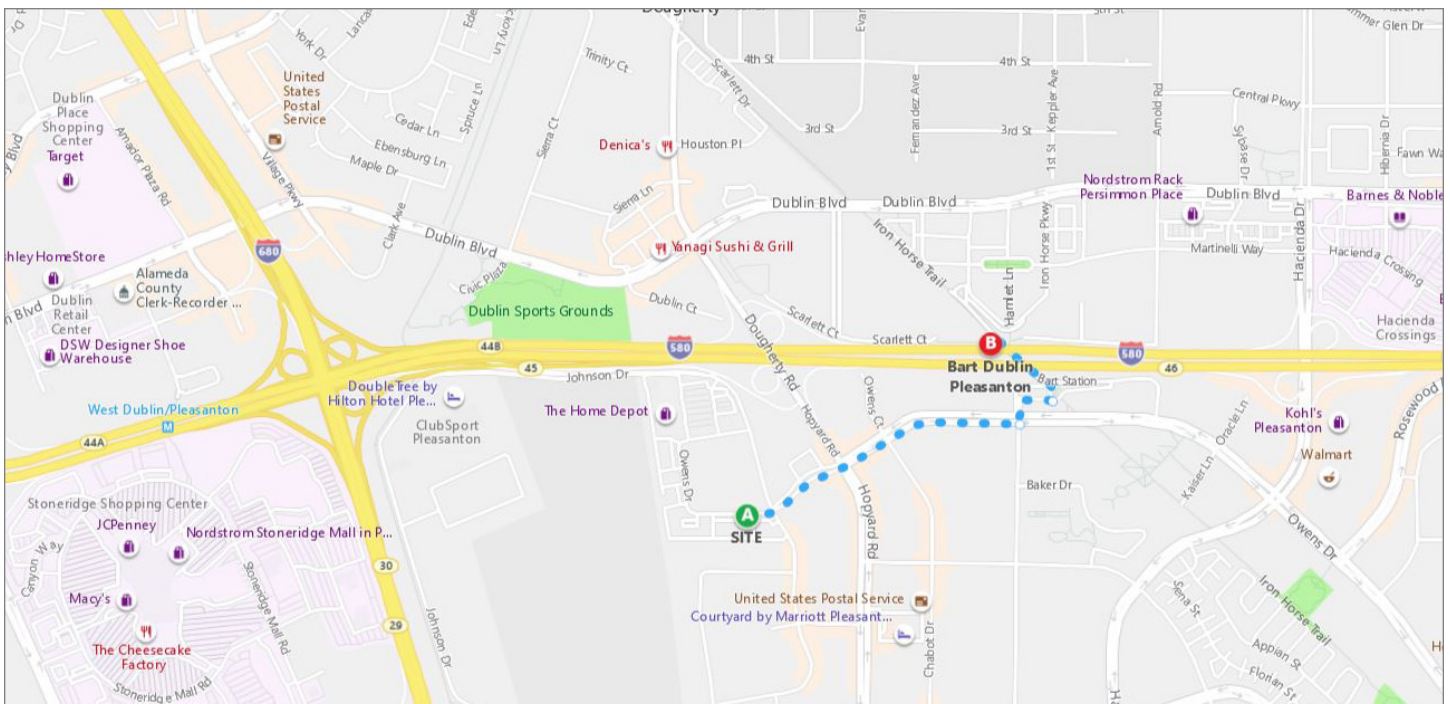 Dougherty
5th St
Summer Glen Dr
York Dr
Trinity Ct
Scarlett Dr
4th St
4th St
United
States
Postal
Service
Dublin
Place
Shopping
Center
Target
Amador Plaza Rd
Village Pkwy
Cedar Ln
Spruce Ln
Ebensburg Ln
Maple Dr
Sierra Ct
Denica's
Houston Pl
3rd St
3rd St
Fernandez Ave
1st St
Keppler Ave
Arnold Rd
Central Pkwy
Sybase Dr
Hibernia Dr
Nordstrom Rack
Persimmon Place
Barnes & Noble
Dublin Blvd
Dublin Blvd
Dublin Blvd
Sierra Ln
Clark Ave
Dublin Blvd
Yanagi Sushi & Grill
Iron Horse Trail
Iron Horse Pkwy
Hamlet Ln
Martinelli Way
Hacienda Dr
Hacienda Crossing
Hacienda
Crossings
680
hley HomeStore
Alameda
County
Clerk-Recorder ...
Dublin
Retail
Center
n Blvd
DSW Designer Shoe
Warehouse
Civic Plaza
Dublin Sports Grounds
Dublin Ct
Scarlett Ct
Scarlett Ct
Dougherty Rd
44B
580
45
B
580
46
Bart Dublin
Pleasanton
Bart Station
Johnson Dr
DoubleTree by
Hilton Hotel Ple...
ClubSport
Pleasanton
The Home Depot
West Dublin/Pleasanton
M
44A
Owens Ct
Hopyard Rd
Owens Dr
Kohl's
Pleasanton
Walmart
Rosewood
Oracle Ln
Kaiser Ln
Baker Dr
Stoneridge Shopping Center
JCPenney
Nordstrom Stoneridge Mall in P...
A
SITE
Hopyard Rd
Owens Dr
Canyon Way
Macy's
The Cheesecake
Factory
Stoneridge Mall Rd
Stoneridge Mall Rd
30
29
Johnson Dr
United States Postal Service
Courtyard by Marriott Pleasant...
Chabot Dr
Iron Horse Trail
Appian St
Florian St